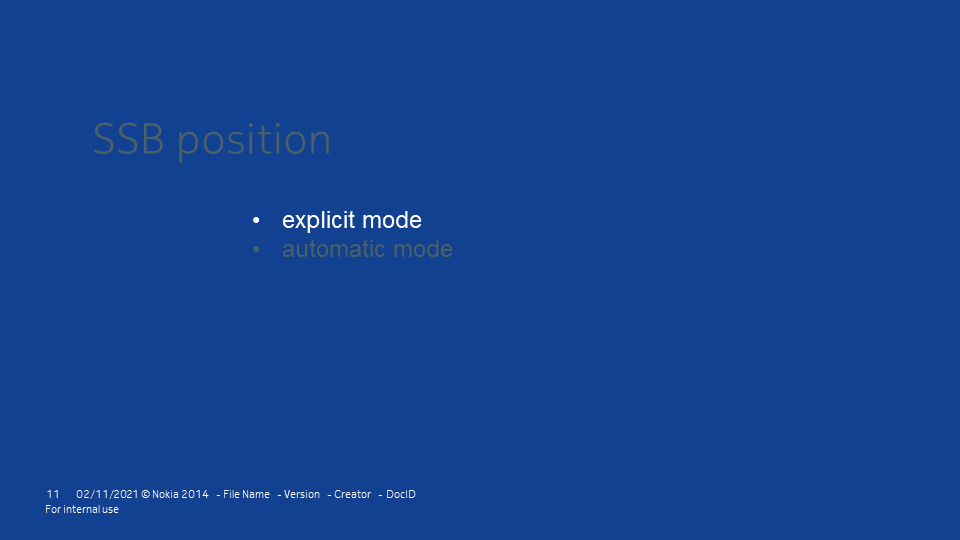 SSB position
• explicit mode
• automatic mode
11 02/11/2021 © Nokia 2014 - File Name - Version - Creator - DocID
For internal use